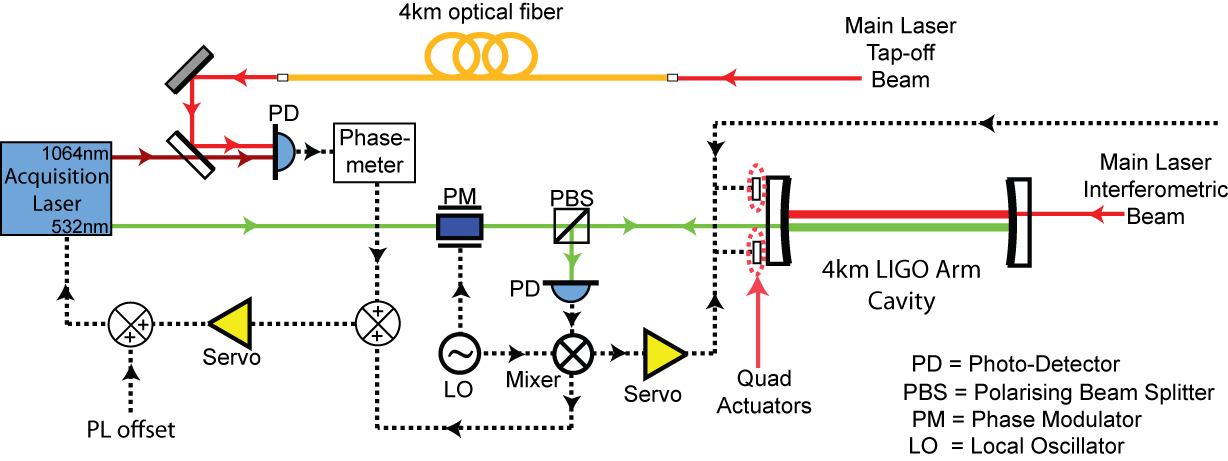 4km optical fiber
Main Laser
Tap-off
Beam
PD
Phase-
meter
1064nm
Acquisition
Laser
532nm
PM
PBS
Main Laser
Interferometric
Beam
4km LIGO Arm
Cavity
PD
+
+
+
+
Servo
LO
Mixer
Servo
Quad
Actuators
PL offset
PD = Photo-Detector
PBS = Polarising Beam Splitter
PM = Phase Modulator
LO = Local Oscillator